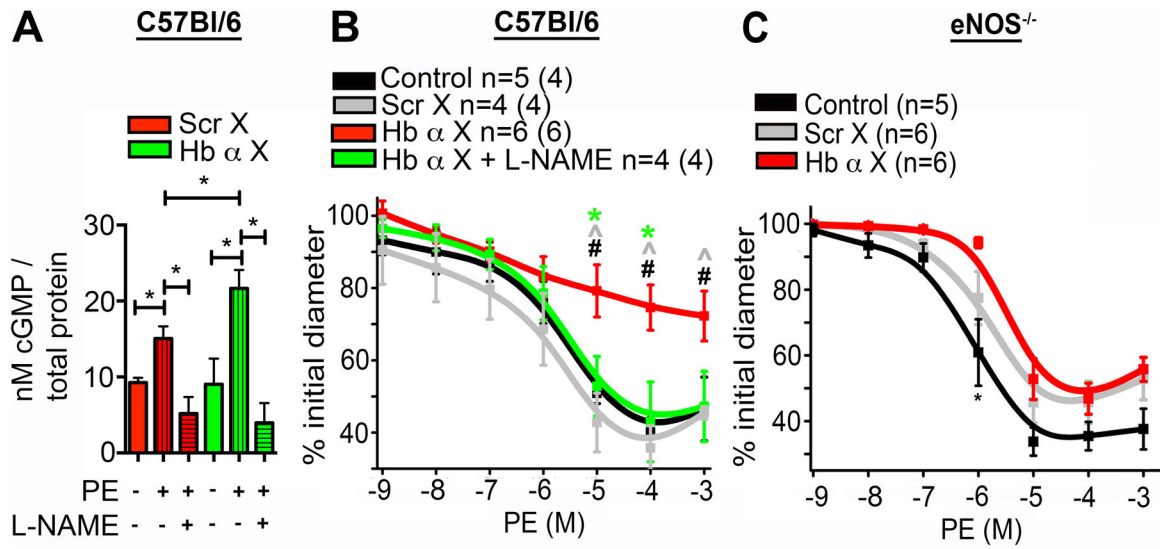 A
C57Bl/6
Scr X
Hb α X
nM cGMP /
total protein
30
20
10
0
* * * * * *
PE - + + - + +
L-NAME - - + - - +
B
C57Bl/6
Control n=5 (4)
Scr X n=4 (4)
Hb α X n=6 (6)
Hb α X + L-NAME n=4 (4)
% initial diameter
100
80
60
40
* *
^ ^ ^
# # #
-9 -8 -7 -6 -5 -4 -3
PE (M)
C
eNOS-/-
Control (n=5)
Scr X (n=6)
Hb α X (n=6)
% initial diameter
100
80
60
40
*
-9 -8 -7 -6 -5 -4 -3
PE (M)